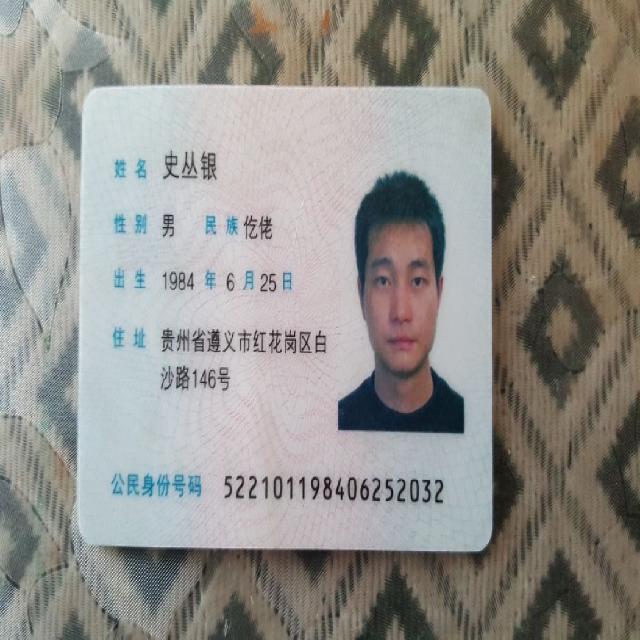 姓名 史丛银
性别 男 民族 仡佬
出生 1984 年 6 月 25 日
住址 贵州省遵义市红花岗区白
沙路146号
公民身份号码 522101198406252032